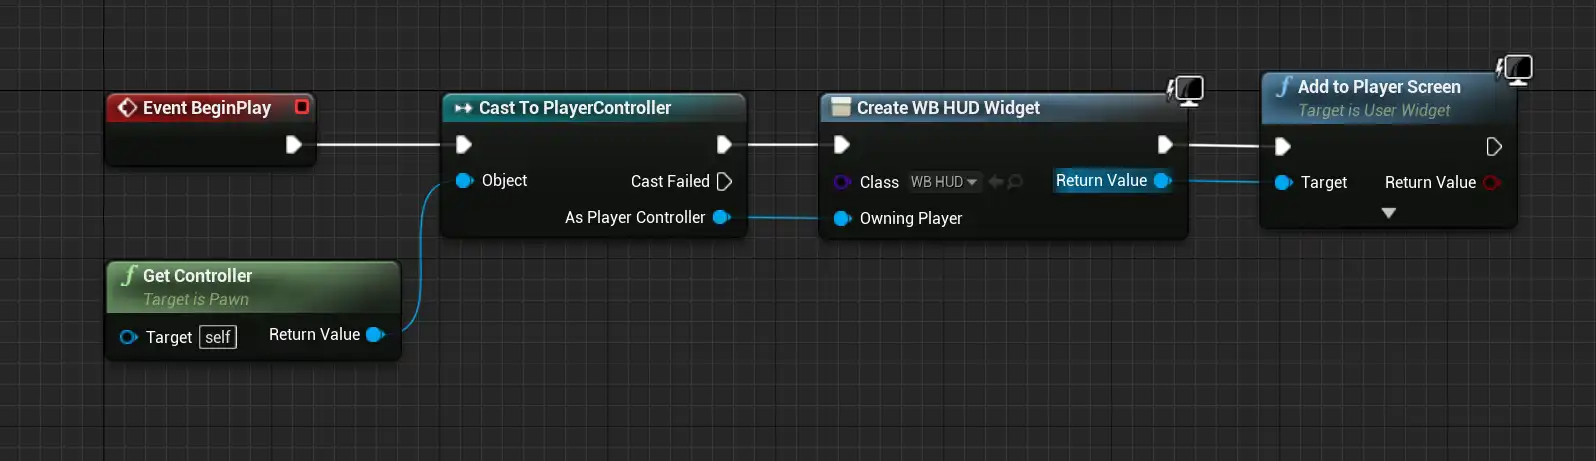 Event BeginPlay
Cast To PlayerController
Object
Cast Failed
As Player Controller
Get Controller
Target is Pawn
Target self
Return Value
Create WB HUD Widget
Class WB HUD
Return Value
Owning Player
Add to Player Screen
Target is User Widget
Target
Return Value